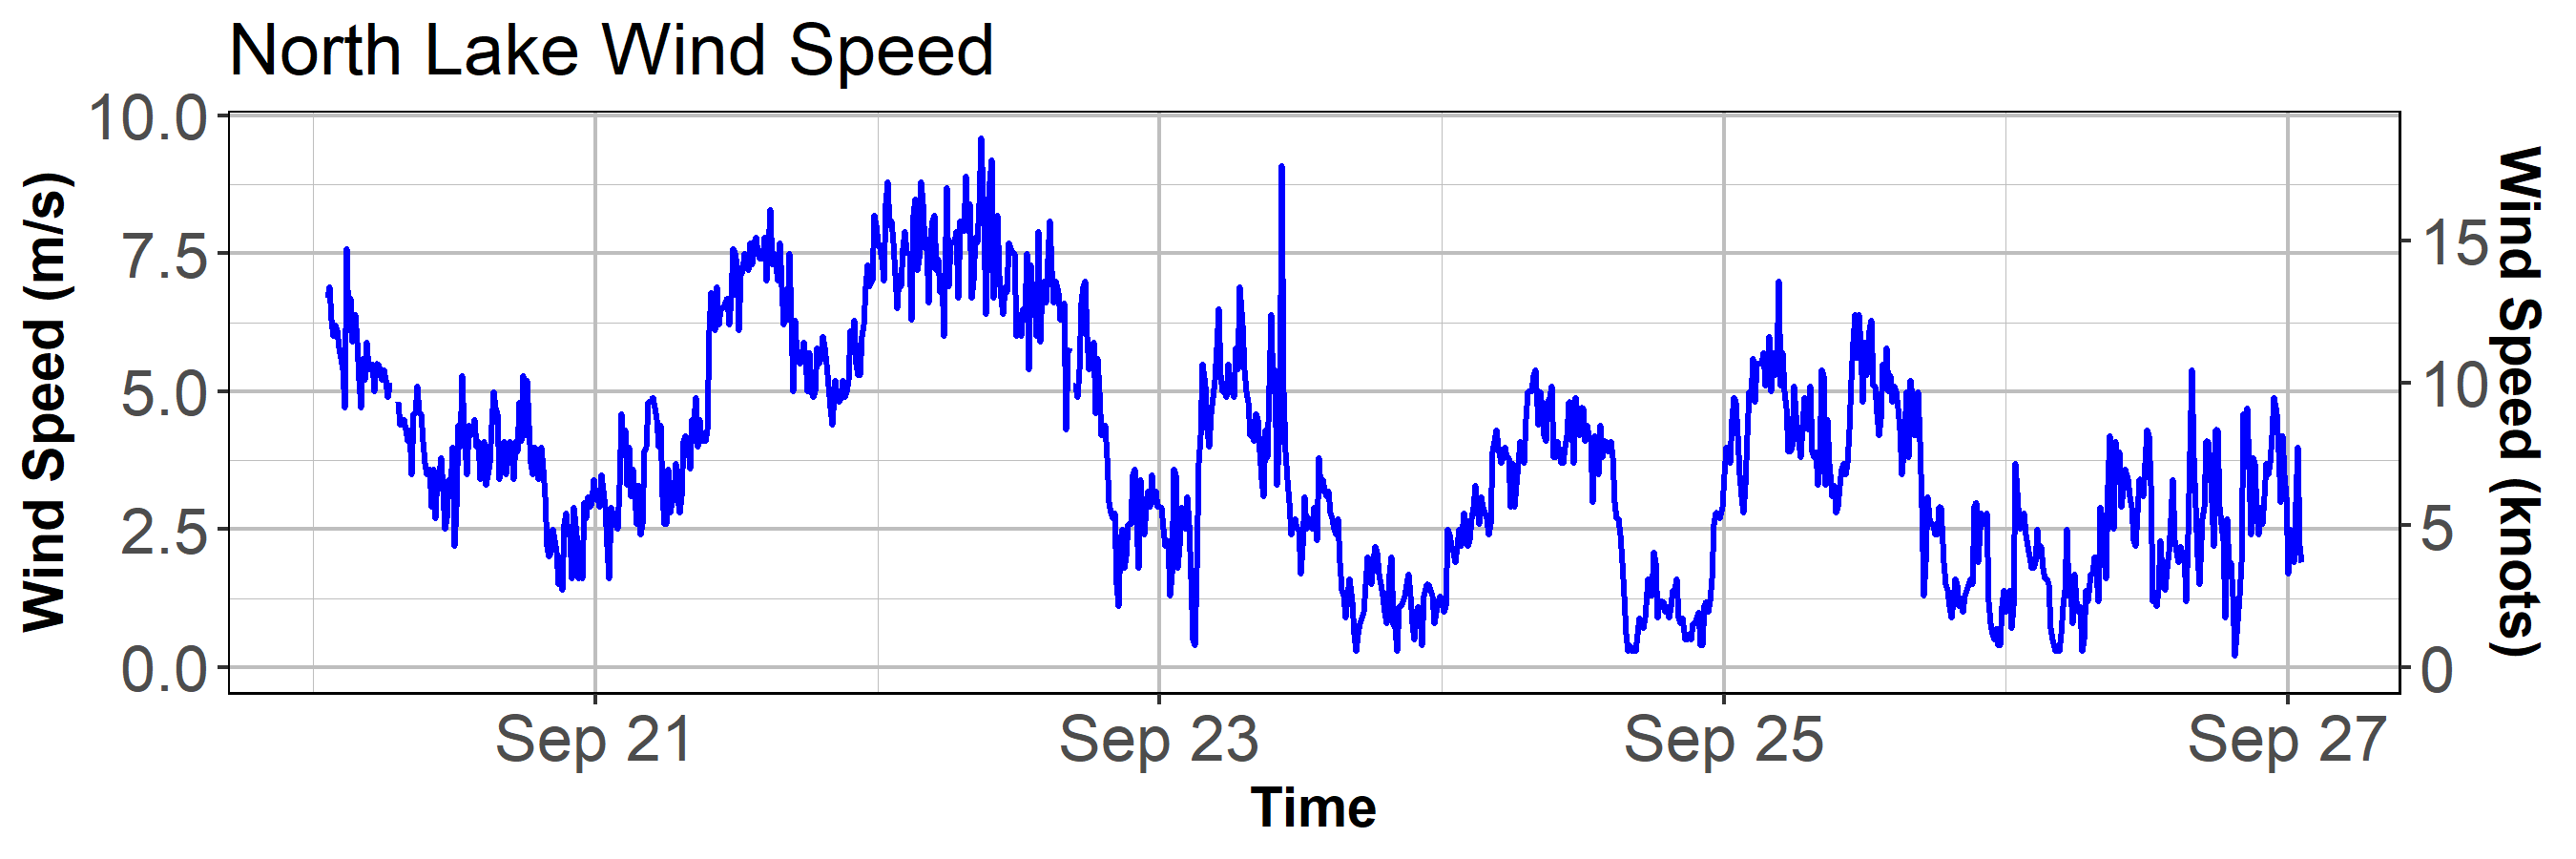 North Lake Wind Speed
Wind Speed (m/s)
10.0
7.5
5.0
2.5
0.0
Wind Speed (knots)
15
10
5
0
Sep 21
Sep 23
Sep 25
Sep 27
Time